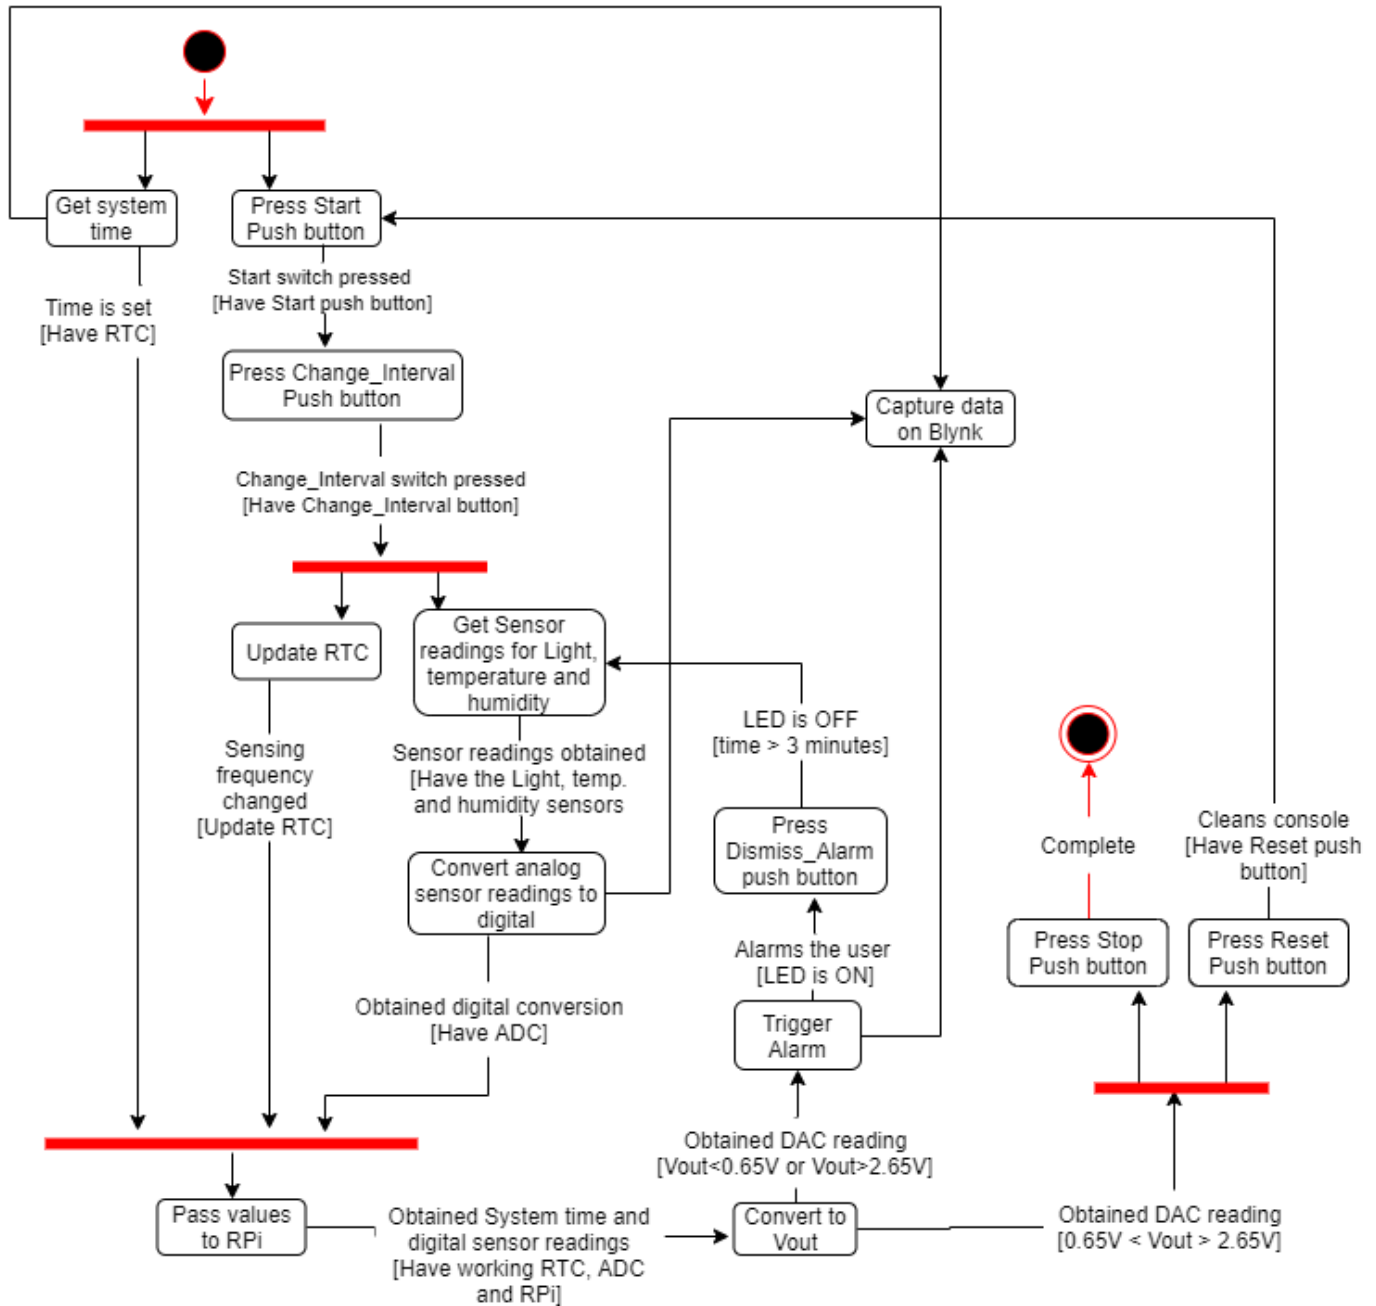 Get system
time
Press Start
Push button
Start switch pressed
[Have Start push button]
Time is set
[Have RTC]
Press Change_Interval
Push button
Capture data
on Blynk
Change_Interval switch pressed
[Have Change_Interval button]
Update RTC
Get Sensor
readings for Light,
temperature and
humidity
Sensing
frequency
changed
[Update RTC]
Sensor readings obtained
[Have the Light, temp.
and humidity sensors
LED is OFF
[time > 3 minutes]
Convert analog
sensor readings to
digital
Press
Dismiss_Alarm
push button
Complete
Cleans console
[Have Reset push
button]
Press Stop
Push button
Press Reset
Push button
Alarms the user
[LED is ON]
Obtained digital conversion
[Have ADC]
Trigger
Alarm
Obtained DAC reading
[Vout<0.65V or Vout>2.65V]
Pass values
to RPi
Obtained System time and
digital sensor readings
[Have working RTC, ADC
and RPi]
Convert to
Vout
Obtained DAC reading
[0.65V < Vout > 2.65V]